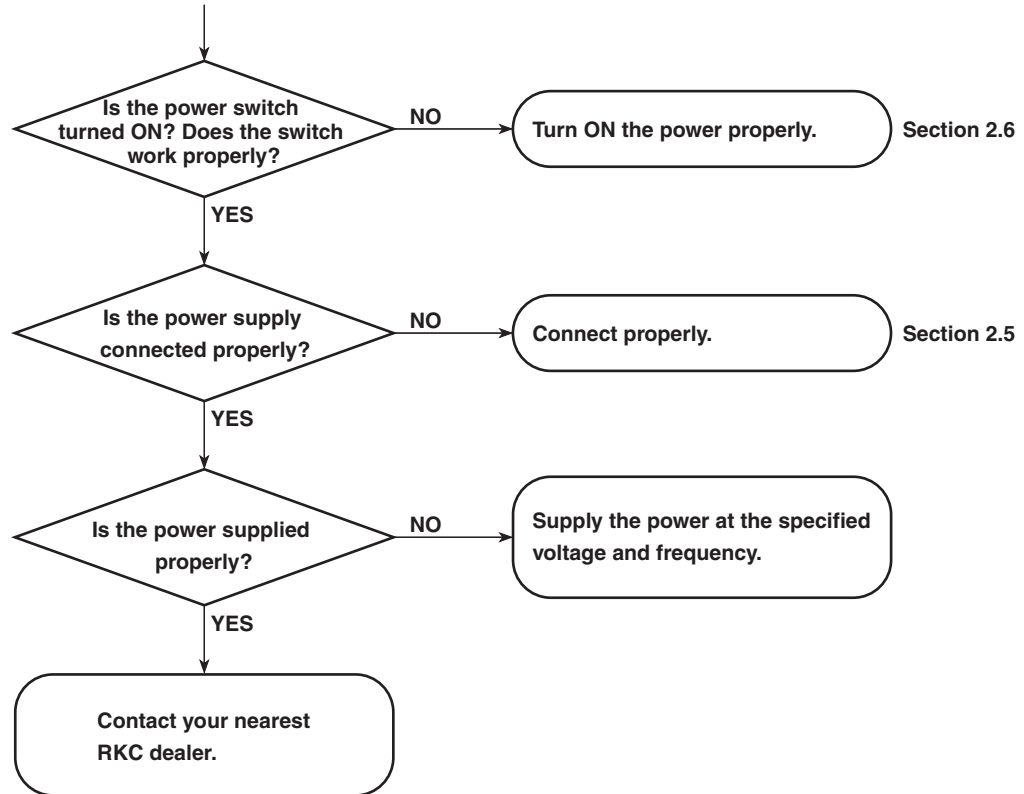 Is the power switch
turned ON? Does the switch
work properly?
NO
Turn ON the power properly.
Section 2.6
YES
Is the power supply
connected properly?
NO
Connect properly.
Section 2.5
YES
Is the power supplied
properly?
NO
Supply the power at the specified
voltage and frequency.
YES
Contact your nearest
RKC dealer.